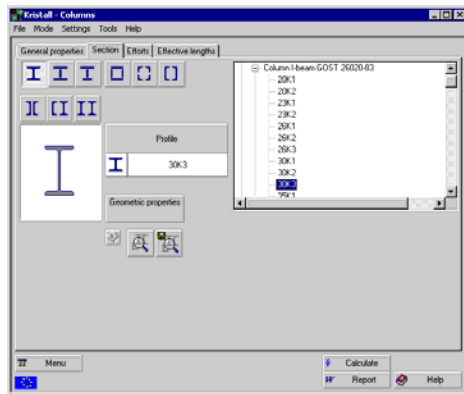 Kristall - Columns
File Mode Settings Tools Help
General properties Section Efforts Effective lengths
Column I-beam GOST 26020-83
20K1
20K2
23K1
23K2
26K1
26K2
26K3
30K1
30K2
30K3
35K1
Profile
30K3
Geometric properties
Menu
Calculate
Report
Help